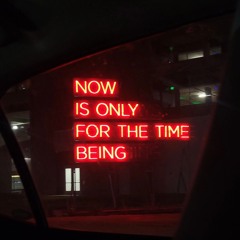 NOW
IS ONLY
FOR THE TIME
BEING